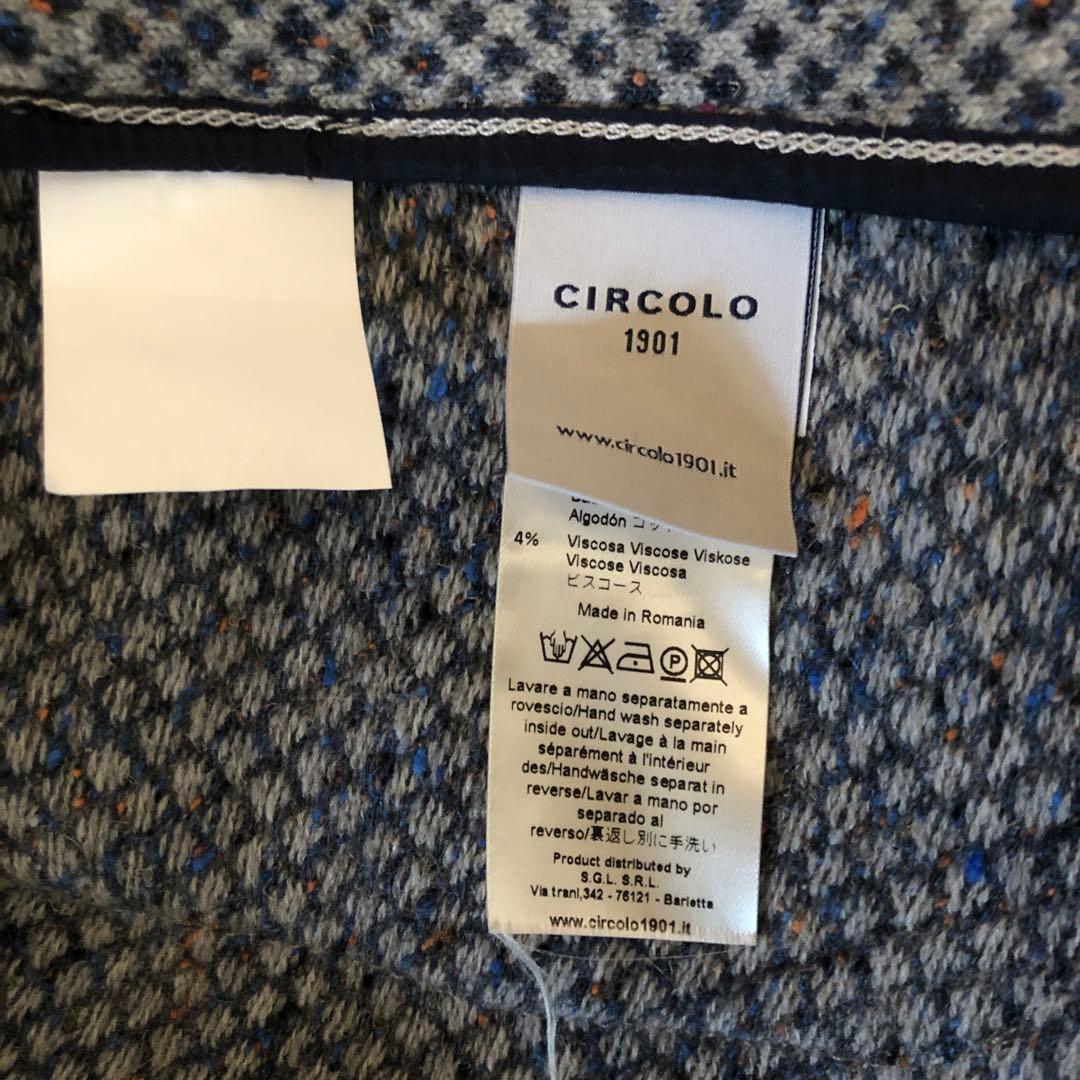 CIRCOLO
1901
www.circolo1901.it
Algodón コット
4% Viscosa Viscose Viskose
Viscose Viscosa
ビスコース
Made in Romania
P
Lavare a mano separatamente a
rovescio/Hand wash separately
inside out/Lavage à la main
séparément à l'intérieur
des/Handwäsche separat in
reverse/Lavar a mano por
separado al
reverso/裏返し別に手洗い
Product distributed by
S.G.L. S.R.L.
Via trani,342 - 76121 - Barletta
www.circolo1901.it